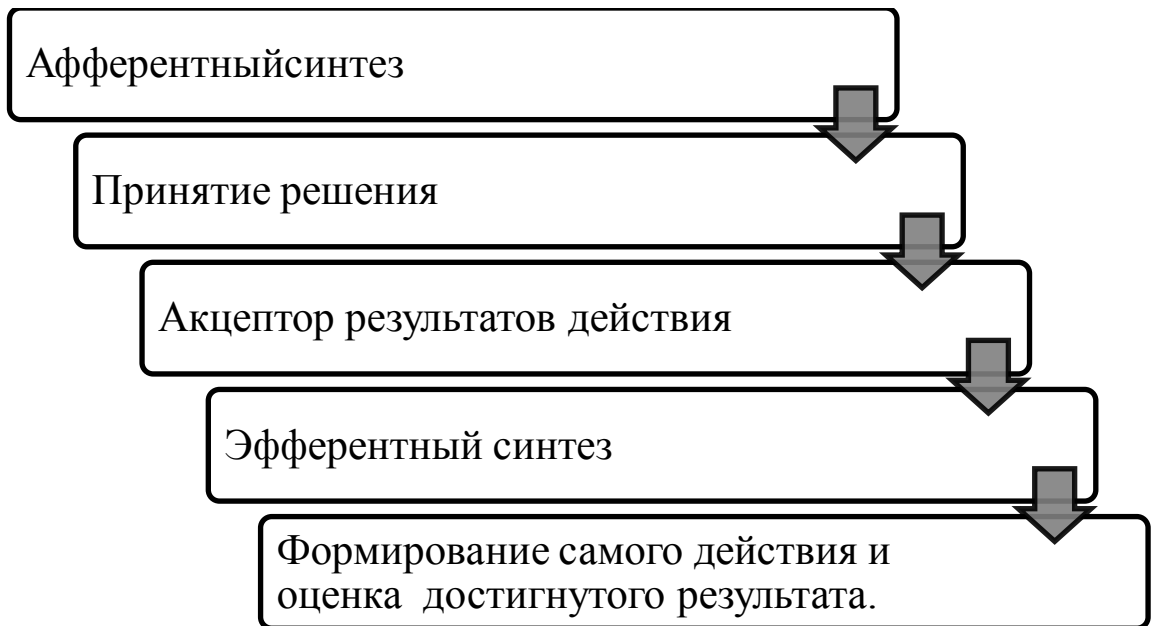 Афферентныйсинтез
Принятие решения
Акцептор результатов действия
Эфферентный синтез
Формирование самого действия и
оценка достигнутого результата.